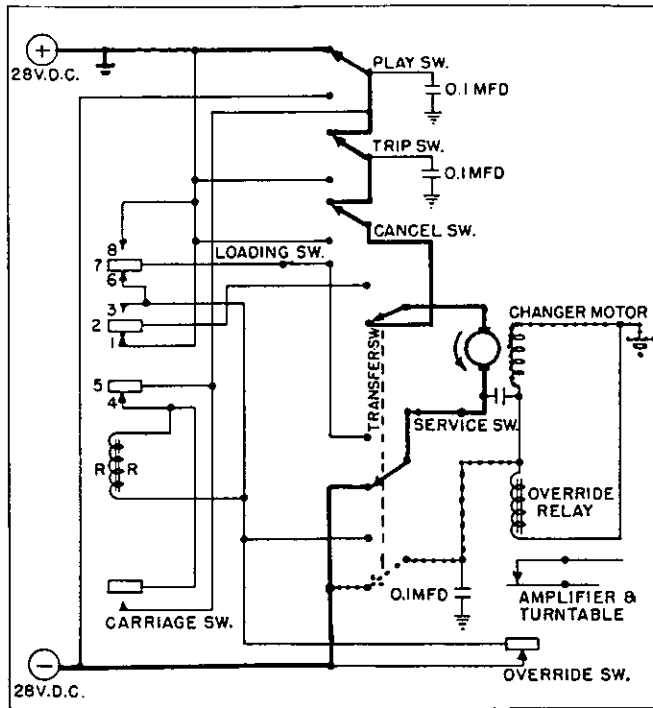 +
28V.D.C.
PLAY SW.
0.1 MFD
TRIP SW.
0.1 MFD
CANCEL SW.
8
7
LOADING SW.
6
3
2
1
5
4
TRANSFER SW.
CHANGER MOTOR
SERVICE SW.
R R
OVERRIDE
RELAY
0.1MFD
AMPLIFIER &
TURNTABLE
CARRIAGE SW.
−
28V.D.C.
OVERRIDE SW.